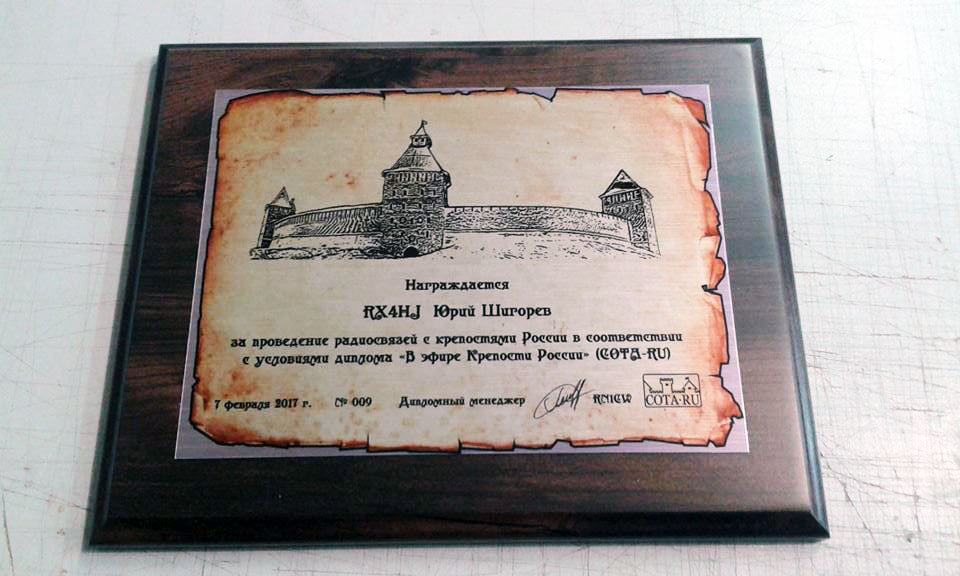 Награждается
RX4HJ Юрий Шигорев
за проведение радиосвязей с крепостями России в соответствии
с условиями диплома «В эфире Крепости России» (COTA-RU)
7 февраля 2017 г. № 009 Дипломный менеджер RN1CW COTA-RU